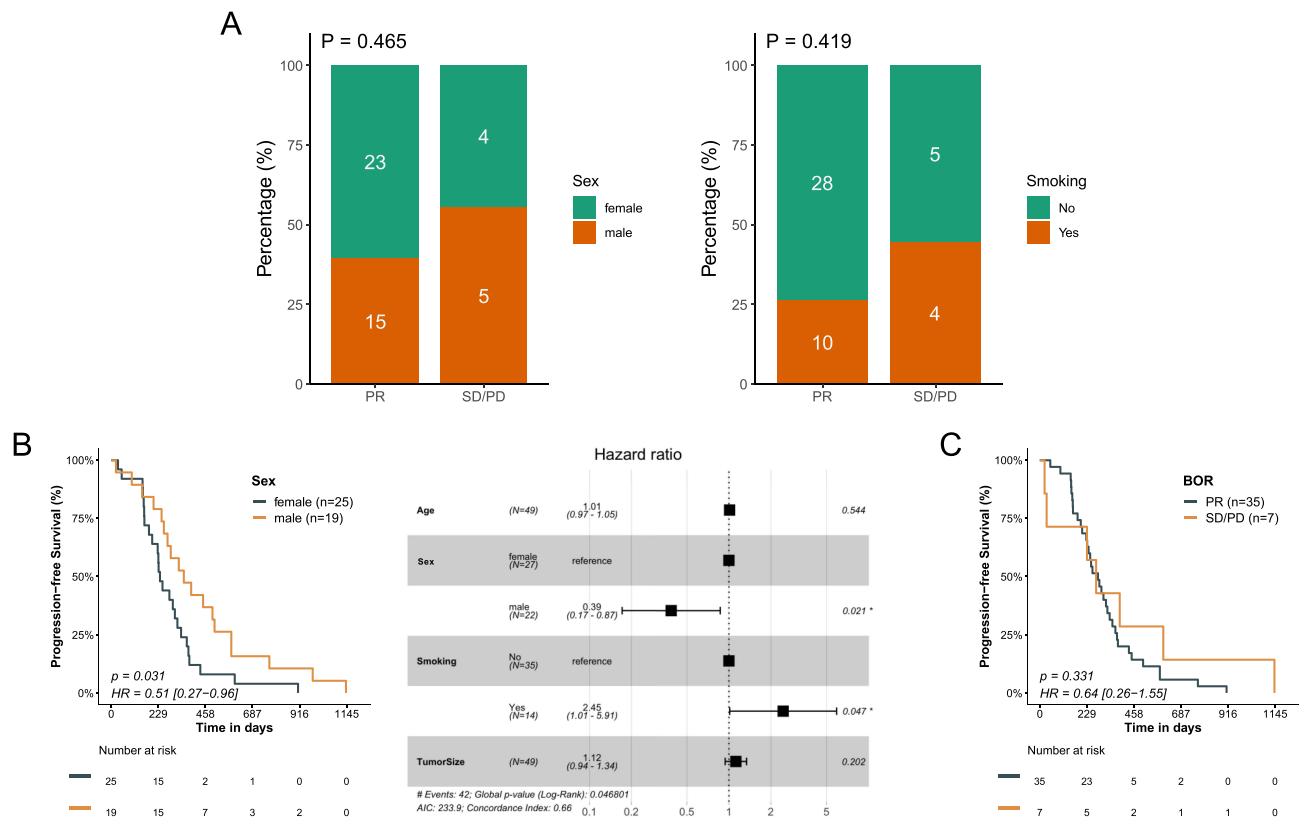 A
P = 0.465
Percentage (%)
100
75
50
25
0
23
15
4
5
PR
SD/PD
Sex
female
male
P = 0.419
Percentage (%)
100
75
50
25
0
28
10
5
4
PR
SD/PD
Smoking
No
Yes
B
Progression−free Survival (%)
100%
75%
50%
25%
0%
Sex
female (n=25)
male (n=19)
p = 0.031
HR = 0.51 [0.27−0.96]
0 229 458 687 916 1145
Time in days
Number at risk
25 15 2 1 0 0
19 15 7 3 2 0
Hazard ratio
Age (N=49) 1.01 (0.97 - 1.05) 0.544
Sex female (N=27) reference
male (N=22) 0.39 (0.17 - 0.87) 0.021 *
Smoking No (N=35) reference
Yes (N=14) 2.45 (1.01 - 5.91) 0.047 *
TumorSize (N=49) 1.12 (0.94 - 1.34) 0.202
# Events: 42; Global p-value (Log-Rank): 0.046801
AIC: 233.9; Concordance Index: 0.66
0.1 0.2 0.5 1 2 5
C
Progression−free Survival (%)
100%
75%
50%
25%
0%
BOR
PR (n=35)
SD/PD (n=7)
p = 0.331
HR = 0.64 [0.26−1.55]
0 229 458 687 916 1145
Time in days
Number at risk
35 23 5 2 0 0
7 5 2 1 1 0